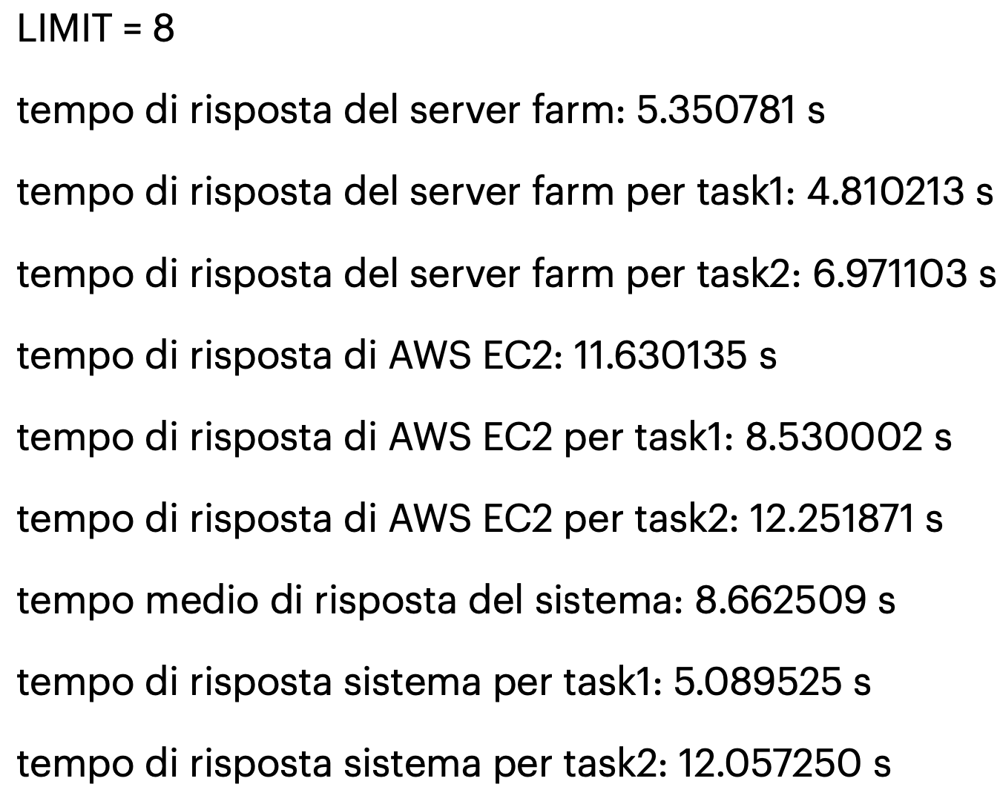 LIMIT = 8
tempo di risposta del server farm: 5.350781 s
tempo di risposta del server farm per task1: 4.810213 s
tempo di risposta del server farm per task2: 6.971103 s
tempo di risposta di AWS EC2: 11.630135 s
tempo di risposta di AWS EC2 per task1: 8.530002 s
tempo di risposta di AWS EC2 per task2: 12.251871 s
tempo medio di risposta del sistema: 8.662509 s
tempo di risposta sistema per task1: 5.089525 s
tempo di risposta sistema per task2: 12.057250 s